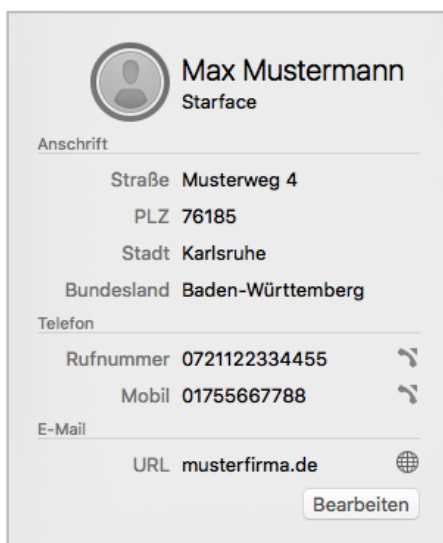 Max Mustermann
Starface
Anschrift
Straße Musterweg 4
PLZ 76185
Stadt Karlsruhe
Bundesland Baden-Württemberg
Telefon
Rufnummer 0721122334455
Mobil 01755667788
E-Mail
URL musterfirma.de
Bearbeiten